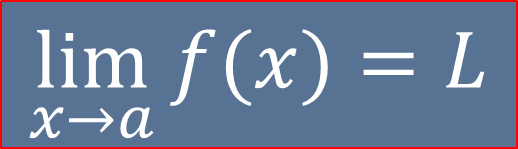 lim f(x) = L
x→a